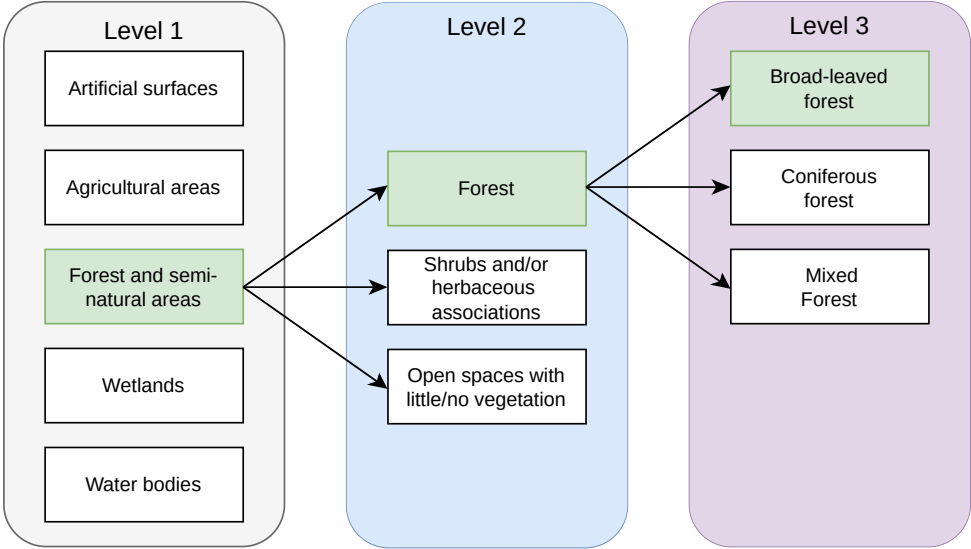 Level 1
Artificial surfaces
Agricultural areas
Forest and semi-
natural areas
Wetlands
Water bodies
Level 2
Forest
Shrubs and/or
herbaceous
associations
Open spaces with
little/no vegetation
Level 3
Broad-leaved
forest
Coniferous
forest
Mixed
Forest